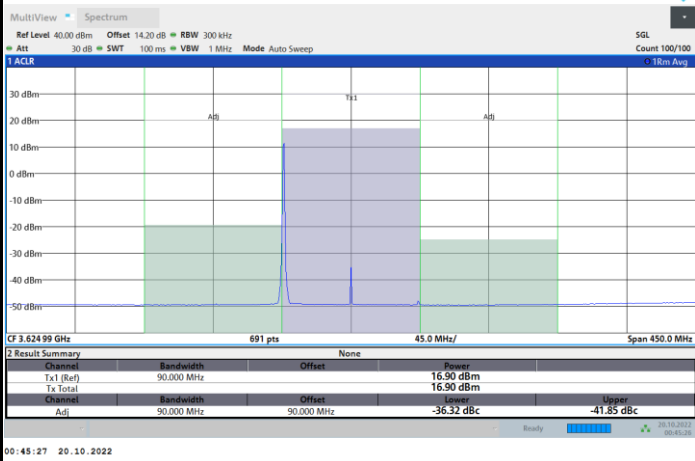 MultiView Spectrum
Ref Level 40.00 dBm Offset 14.20 dB RBW 300 kHz SGL
Att 30 dB SWT 100 ms VBW 1 MHz Mode Auto Sweep Count 100/100
1 ACLR 1Rm Avg
30 dBm
Tx1
20 dBm Adj Adj
10 dBm
0 dBm
-10 dBm
-20 dBm
-30 dBm
-40 dBm
-50 dBm
CF 3.624 99 GHz 691 pts 45.0 MHz/ Span 450.0 MHz
2 Result Summary None
Channel Bandwidth Offset Power
Tx1 (Ref) 90.000 MHz 16.90 dBm
Tx Total 16.90 dBm
Channel Bandwidth Offset Lower Upper
Adj 90.000 MHz 90.000 MHz -36.32 dBc -41.85 dBc
Ready 20.10.2022
00:45:26
00:45:27 20.10.2022